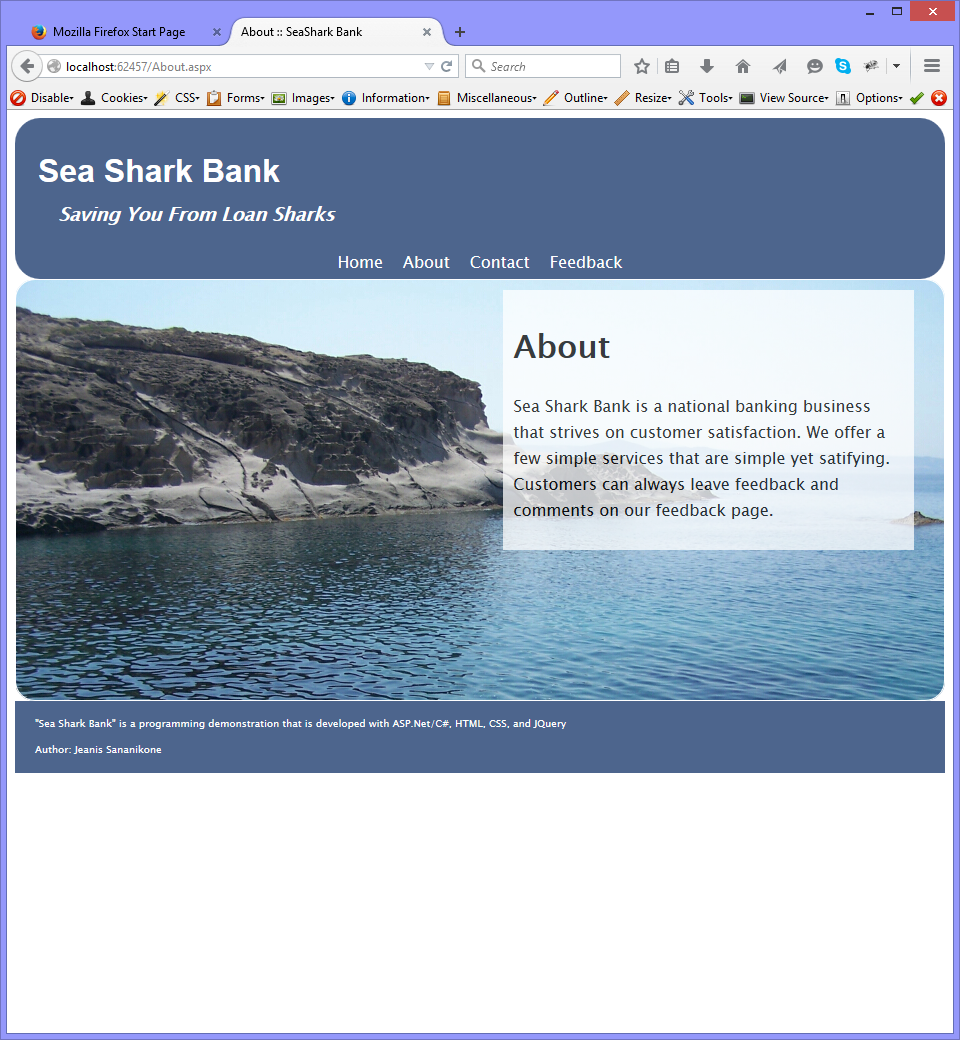 Mozilla Firefox Start Page
About :: SeaShark Bank
localhost:62457/About.aspx
Search
Disable Cookies CSS Forms Images Information Miscellaneous Outline Resize Tools View Source Options
Sea Shark Bank
Saving You From Loan Sharks
Home About Contact Feedback
About
Sea Shark Bank is a national banking business
that strives on customer satisfaction. We offer a
few simple services that are simple yet satifying.
Customers can always leave feedback and
comments on our feedback page.
"Sea Shark Bank" is a programming demonstration that is developed with ASP.Net/C#, HTML, CSS, and JQuery
Author: Jeanis Sananikone